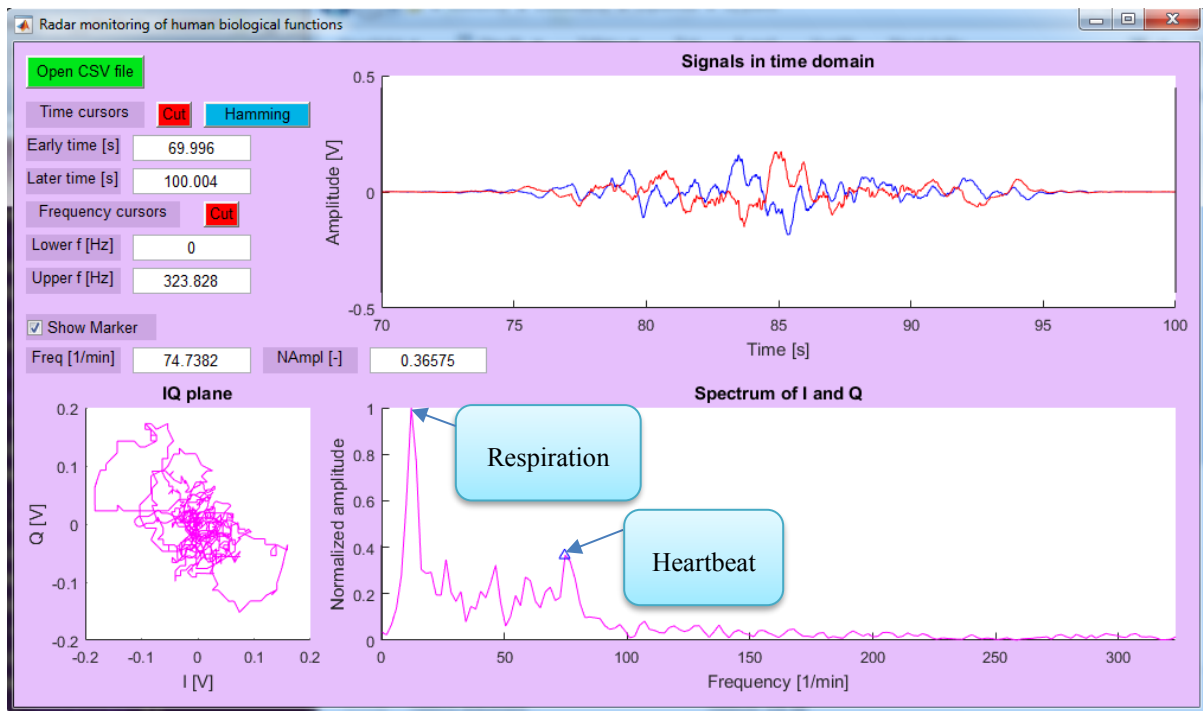 Radar monitoring of human biological functions
Open CSV file
Time cursors Cut Hamming
Early time [s] 69.996
Later time [s] 100.004
Frequency cursors Cut
Lower f [Hz] 0
Upper f [Hz] 323.828
Show Marker
Freq [1/min] 74.7382 NAmpl [-] 0.36575
Signals in time domain
Amplitude [V]
0.5
0
-0.5
70 75 80 85 90 95 100
Time [s]
IQ plane
Q [V]
0.2
0.1
0
-0.1
-0.2
-0.2 -0.1 0 0.1 0.2
I [V]
Spectrum of I and Q
Normalized amplitude
1
0.8
0.6
0.4
0.2
0
Respiration
Heartbeat
0 50 100 150 200 250 300
Frequency [1/min]